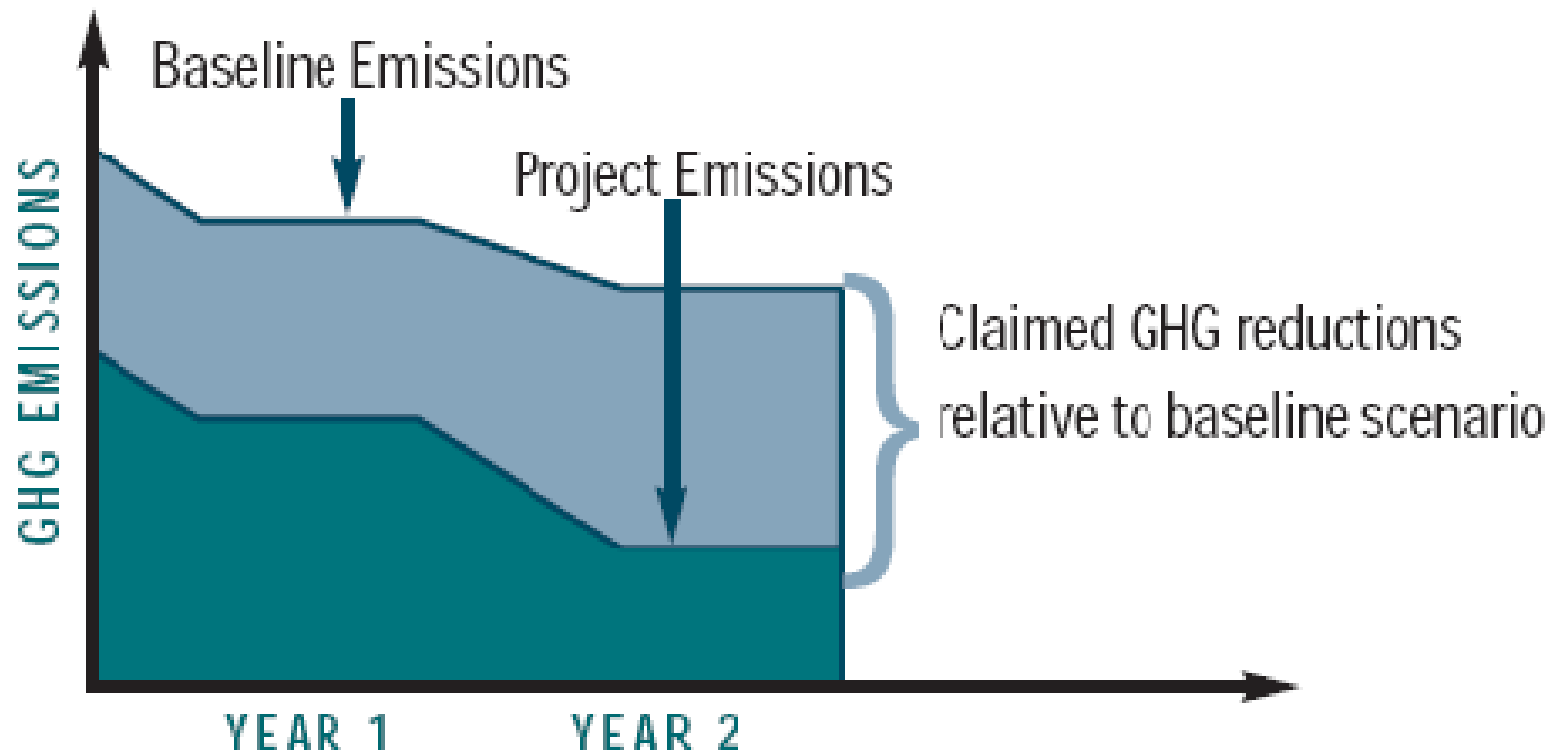 Baseline Emissions
Project Emissions
GHG EMISSIONS
Claimed GHG reductions
relative to baseline scenario
YEAR 1
YEAR 2